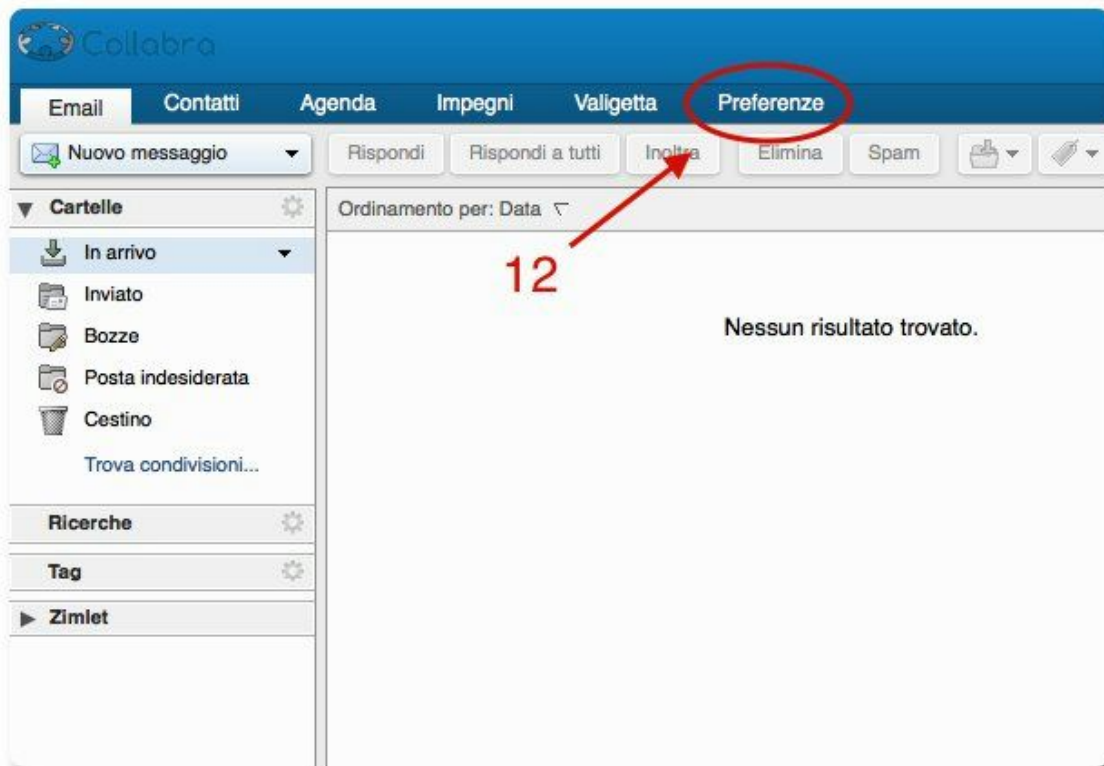 Collabra
Email Contatti Agenda Impegni Valigetta Preferenze
Nuovo messaggio Rispondi Rispondi a tutti Inoltra Elimina Spam
Cartelle Ordinamento per: Data
In arrivo
12
Inviato
Nessun risultato trovato.
Bozze
Posta indesiderata
Cestino
Trova condivisioni...
Ricerche
Tag
Zimlet